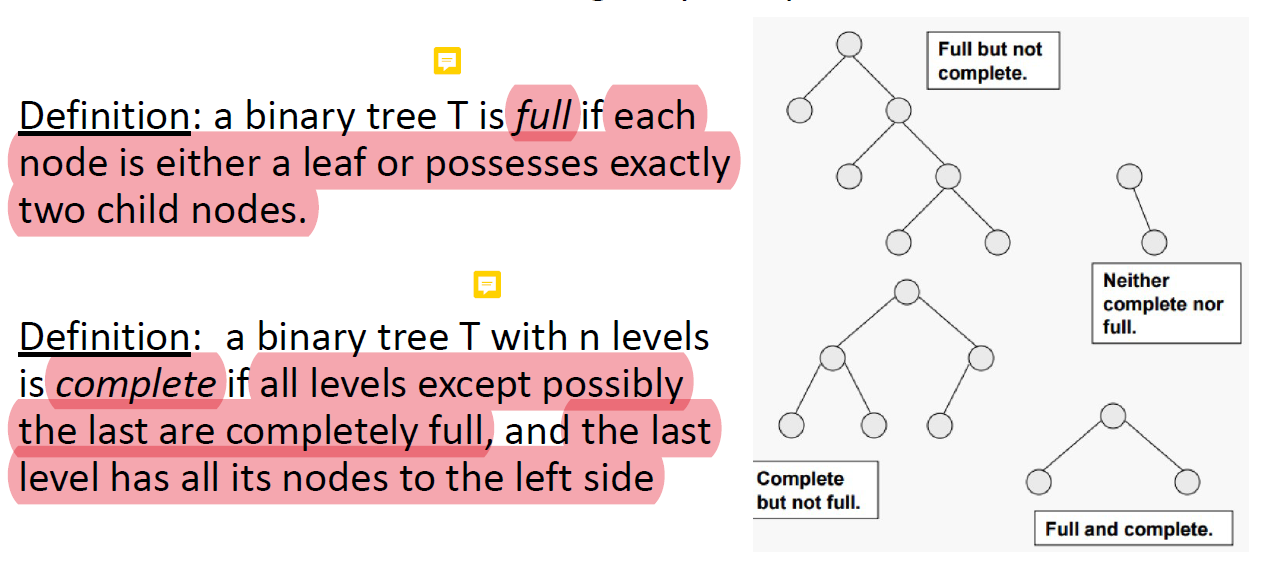 Definition: a binary tree T is full if each
node is either a leaf or possesses exactly
two child nodes.
Definition: a binary tree T with n levels
is complete if all levels except possibly
the last are completely full, and the last
level has all its nodes to the left side
Full but not
complete.
Neither
complete nor
full.
Complete
but not full.
Full and complete.